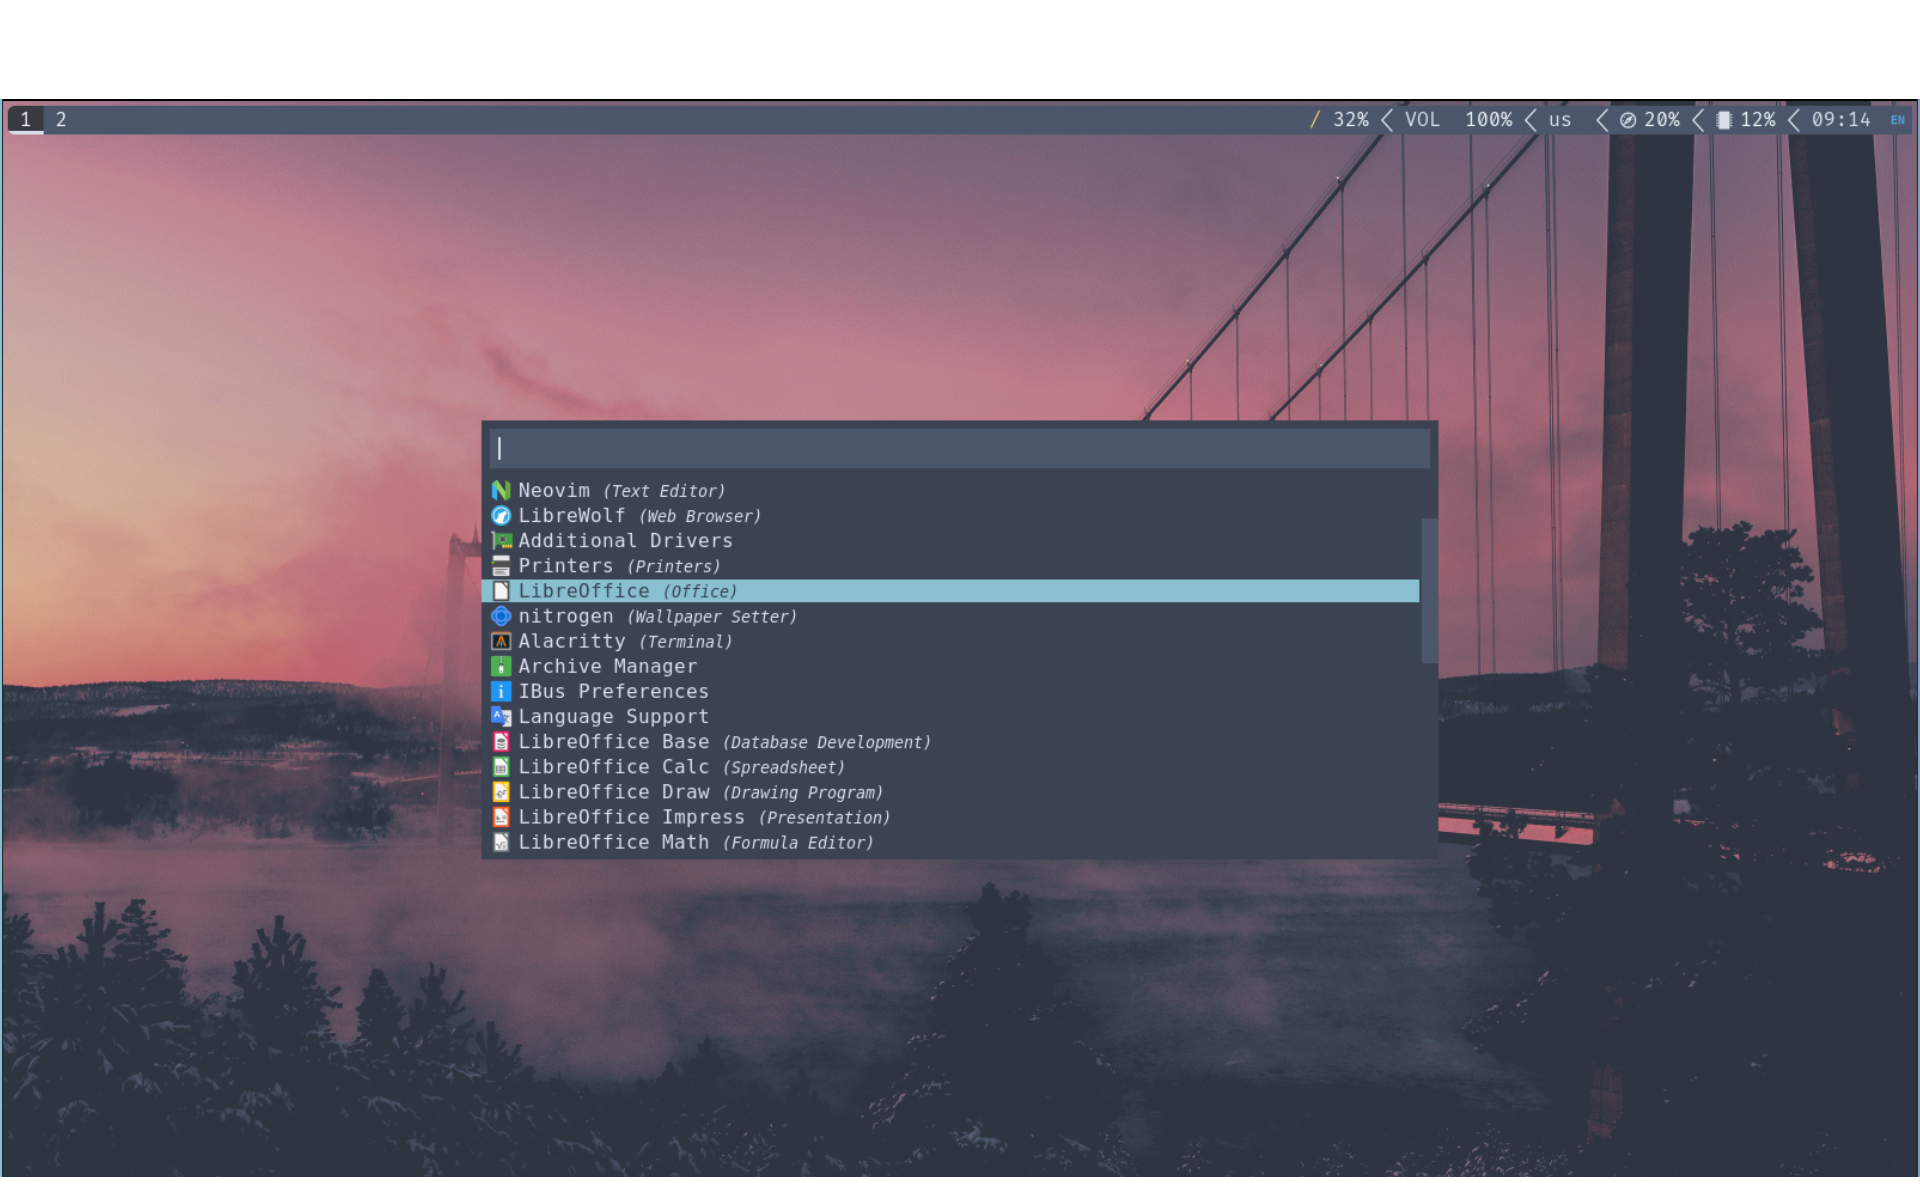 1 2 / 32% VOL 100% us 20% 12% 09:14 EN
Neovim (Text Editor)
LibreWolf (Web Browser)
Additional Drivers
Printers (Printers)
LibreOffice (Office)
nitrogen (Wallpaper Setter)
Alacritty (Terminal)
Archive Manager
IBus Preferences
Language Support
LibreOffice Base (Database Development)
LibreOffice Calc (Spreadsheet)
LibreOffice Draw (Drawing Program)
LibreOffice Impress (Presentation)
LibreOffice Math (Formula Editor)